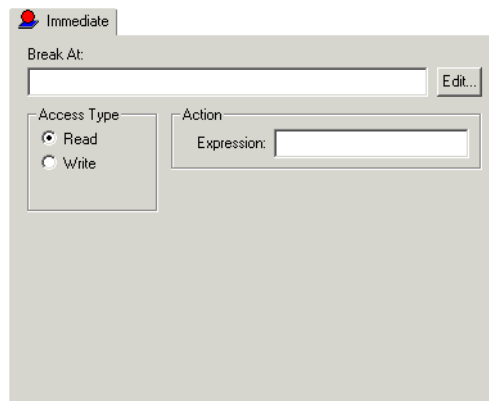 Immediate
Break At:
Edit...
Access Type
Read
Write
Action
Expression: